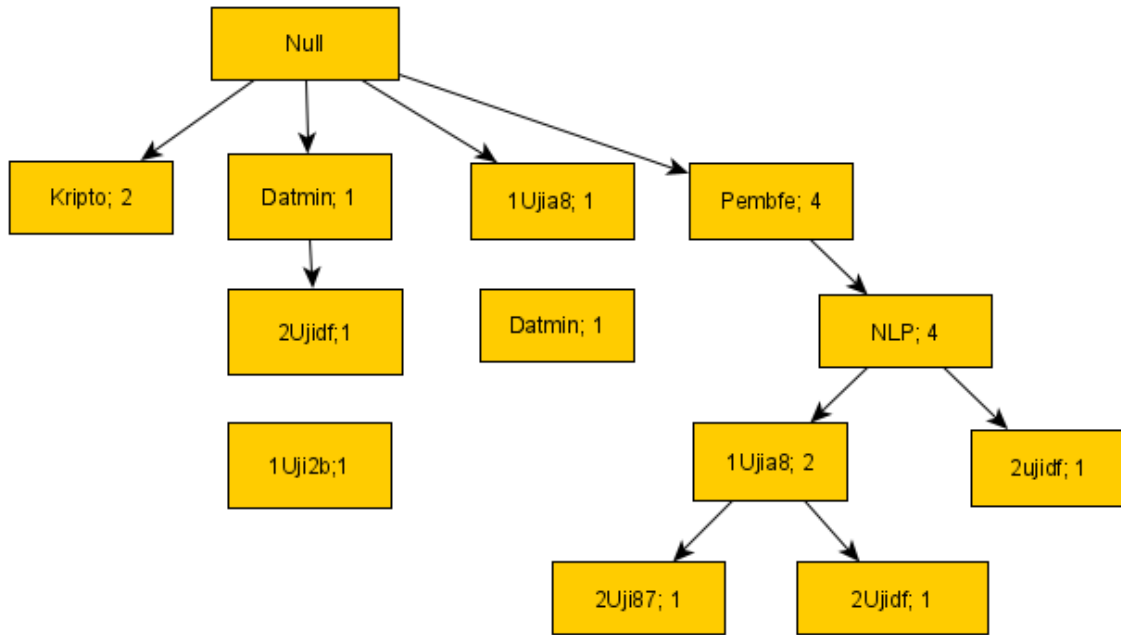 Null
Kripto; 2
Datmin; 1
1Ujia8; 1
Pembfe; 4
2Ujidf;1
Datmin; 1
NLP; 4
1Uji2b;1
1Ujia8; 2
2ujidf; 1
2Uji87; 1
2Ujidf; 1